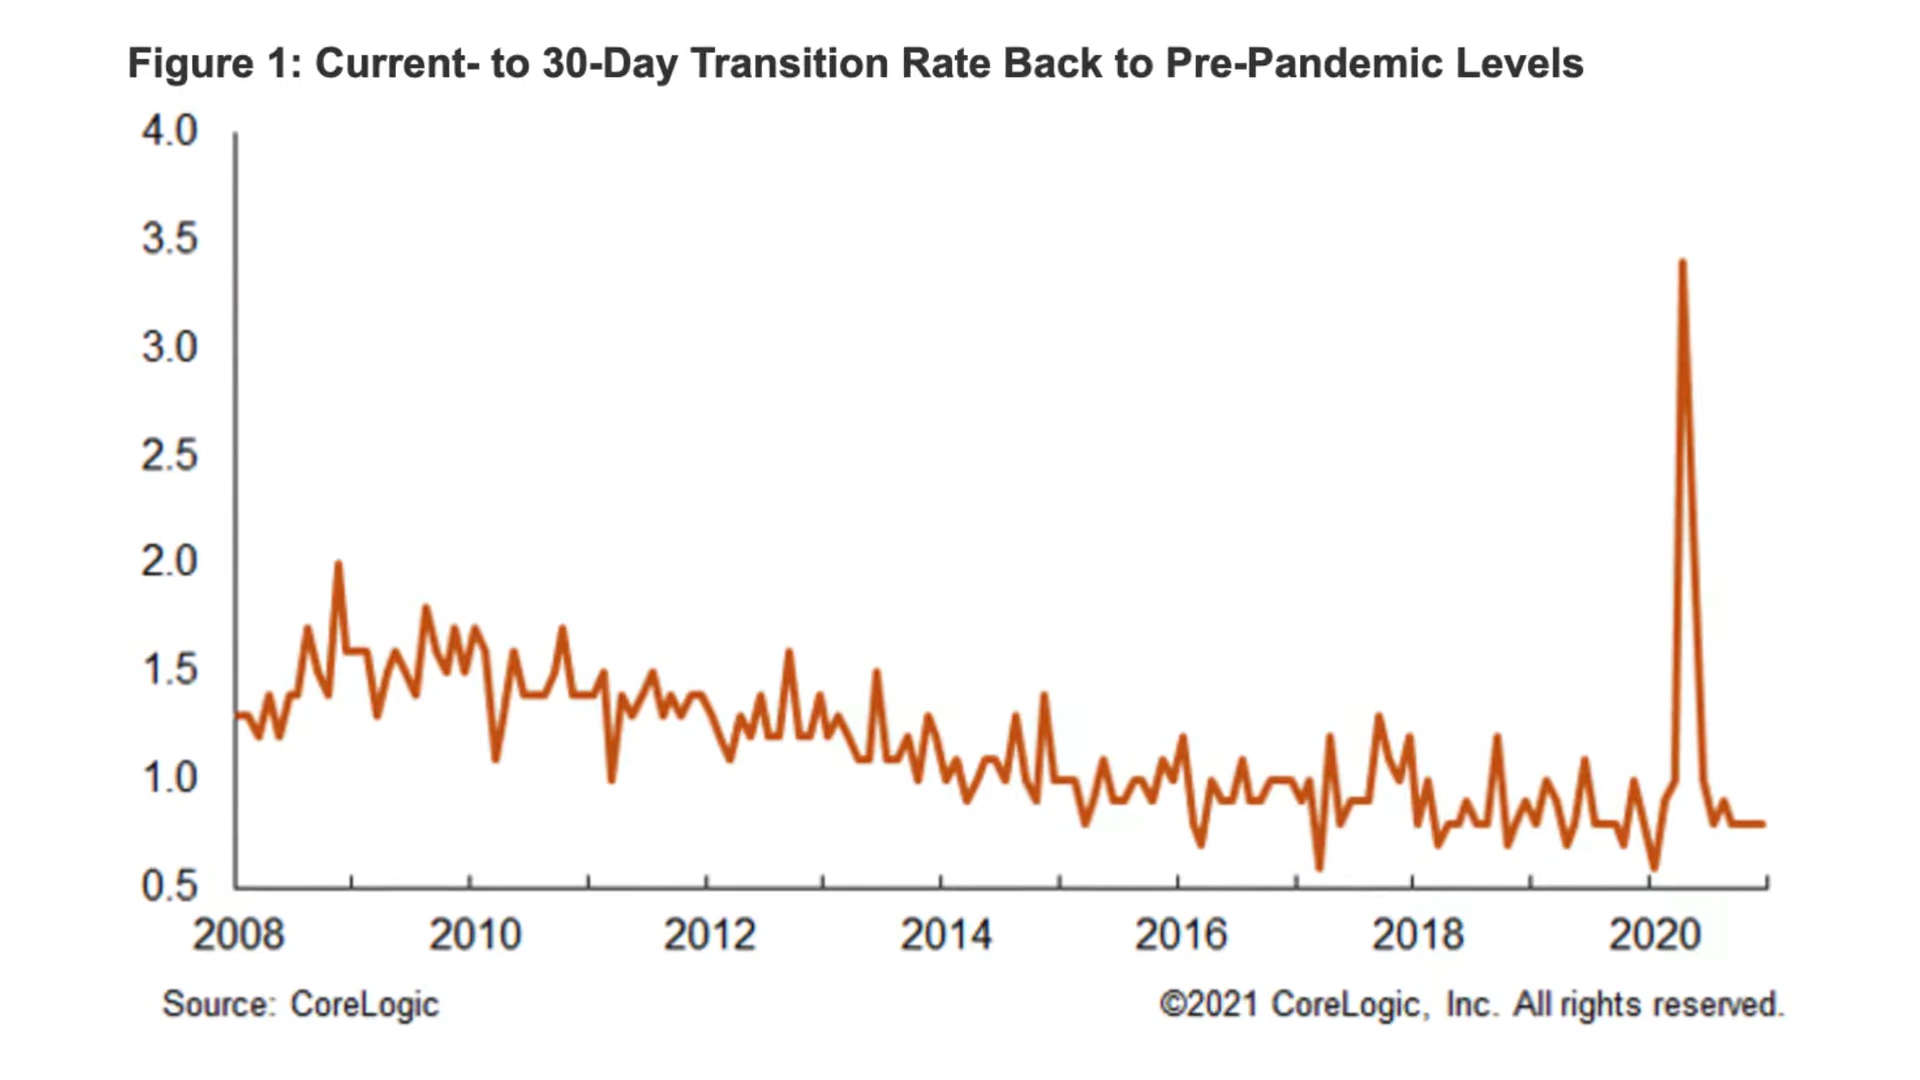 Figure 1: Current- to 30-Day Transition Rate Back to Pre-Pandemic Levels
4.0
3.5
3.0
2.5
2.0
1.5
1.0
0.5
2008 2010 2012 2014 2016 2018 2020
Source: CoreLogic ©2021 CoreLogic, Inc. All rights reserved.